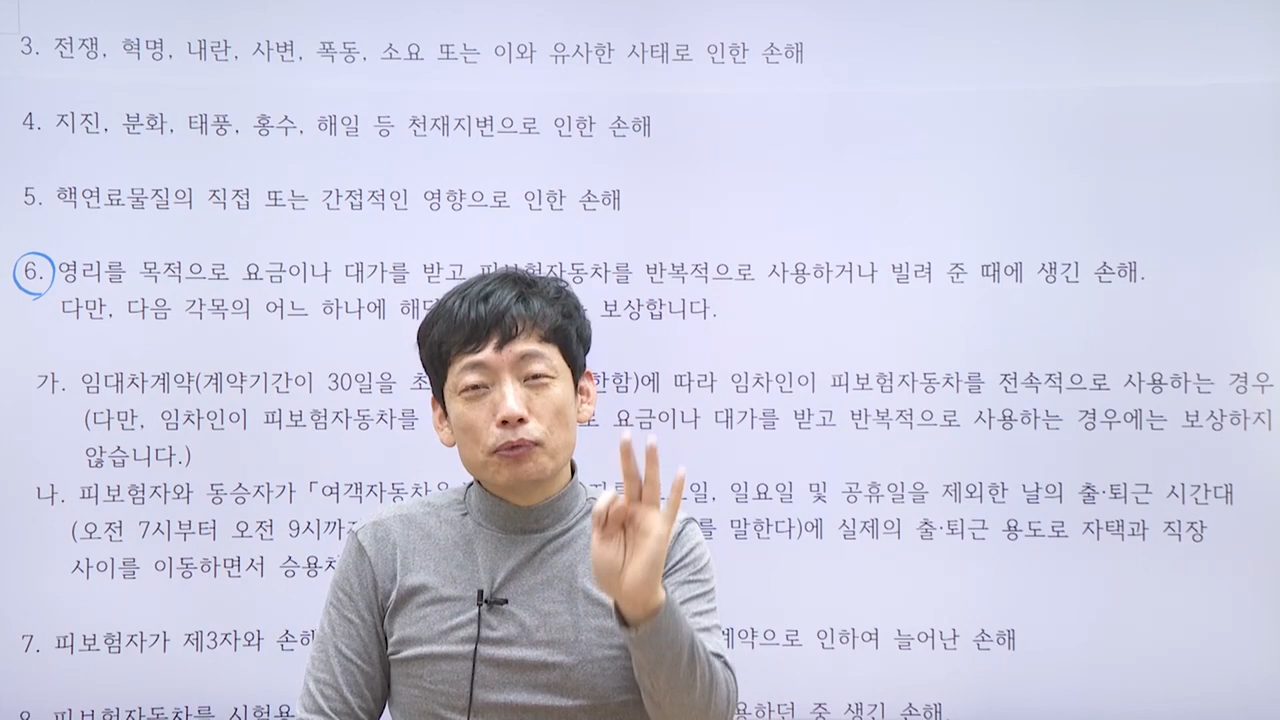 3. 전쟁, 혁명, 내란, 사변, 폭동, 소요 또는 이와 유사한 사태로 인한 손해
4. 지진, 분화, 태풍, 홍수, 해일 등 천재지변으로 인한 손해
5. 핵연료물질의 직접 또는 간접적인 영향으로 인한 손해
6. 영리를 목적으로 요금이나 대가를 받고 피보험자동차를 반복적으로 사용하거나 빌려 준 때에 생긴 손해.
다만, 다음 각목의 어느 하나에 보상합니다.
가. 임대차계약(계약기간이 30일을 한함)에 따라 임차인이 피보험자동차를 전속적으로 사용하는 경우
(다만, 임차인이 피보험자동차를 요금이나 대가를 받고 반복적으로 사용하는 경우에는 보상하지
않습니다.)
나. 피보험자와 동승자가 「여객자동차 일요일 및 공휴일을 제외한 날의 출·퇴근 시간대
(오전 7시부터 오전 9시까지 를 말한다)에 실제의 출·퇴근 용도로 자택과 직장
사이를 이동하면서
7. 피보험자가 제3자와 계약으로 인하여 늘어난 손해
8. 피보험자동차를 중 생긴 손해.